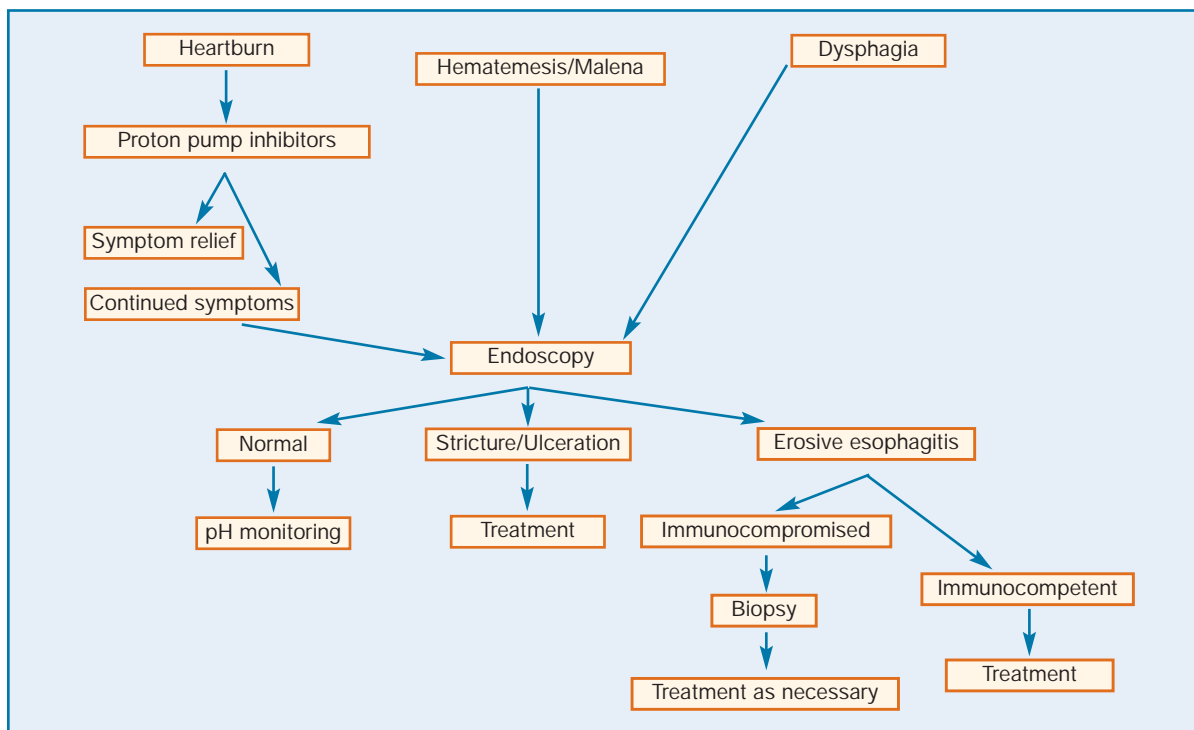 Heartburn
Hematemesis/Malena
Dysphagia
Proton pump inhibitors
Symptom relief
Continued symptoms
Endoscopy
Normal
Stricture/Ulceration
Erosive esophagitis
pH monitoring
Treatment
Immunocompromised
Immunocompetent
Biopsy
Treatment
Treatment as necessary